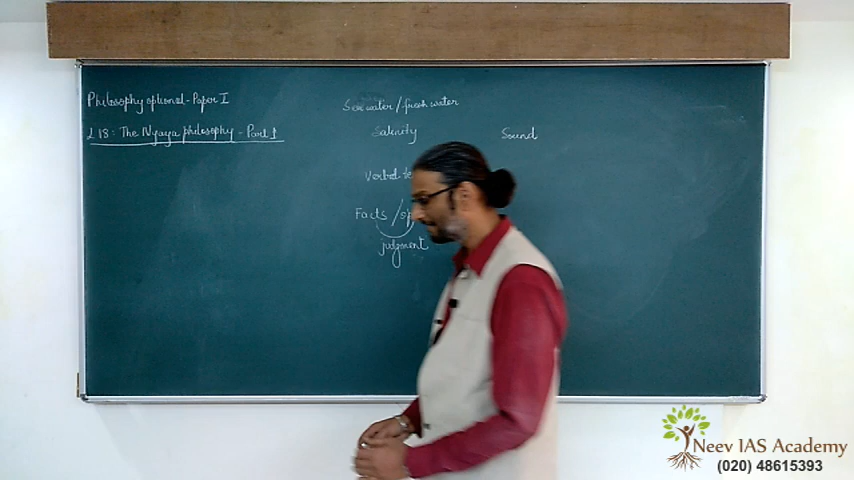 Philosophy optional - Paper I
L 18: The Nyaya philosophy - Part 1
Sea water / fresh water
Salinity
Sound
Verbal
Facts /
judgment
Neev IAS Academy
(020) 48615393